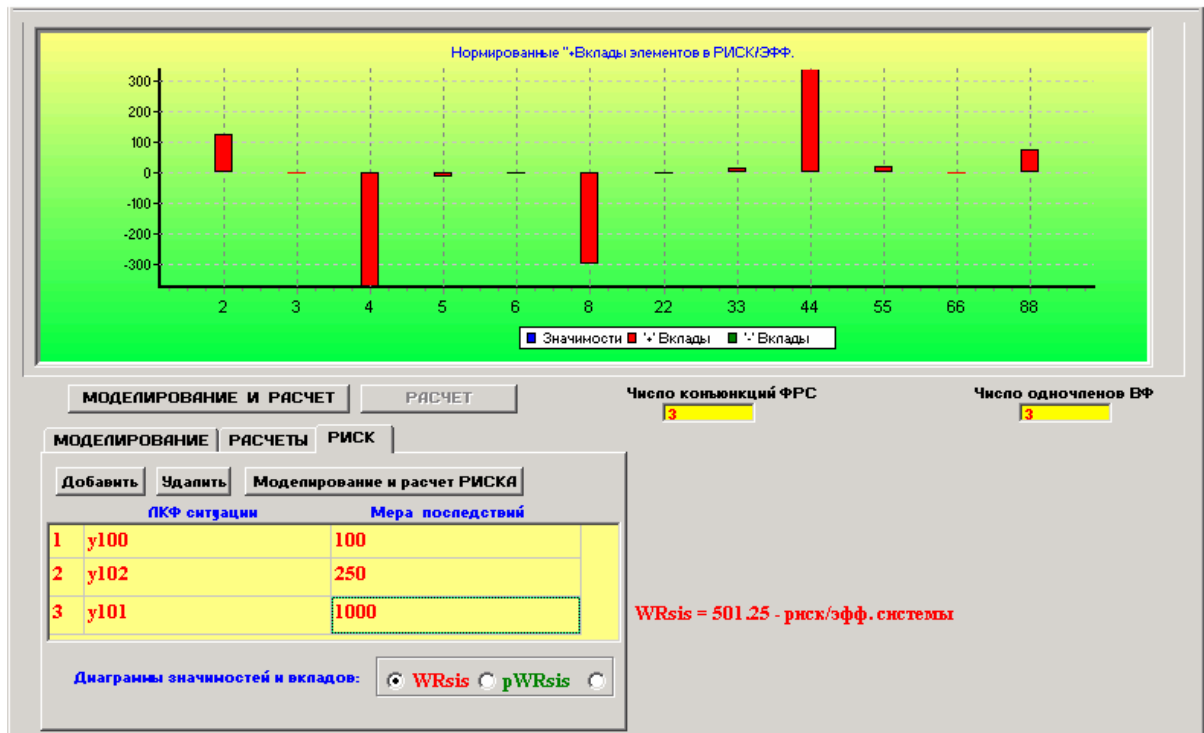 Нормированные "+Вклады элементов в РИСК/ЭФФ.
300
200
100
0
-100
-200
-300
2 3 4 5 6 8 22 33 44 55 66 88
Значимости '+' Вклады '-' Вклады
МОДЕЛИРОВАНИЕ И РАСЧЕТ РАСЧЕТ Число конъюнкций ФРС Число одночленов ВФ
3 3
МОДЕЛИРОВАНИЕ РАСЧЕТЫ РИСК
Добавить Удалить Моделирование и расчет РИСКА
ЛКФ ситуации Мера последствий
1 y100 100
2 y102 250
3 y101 1000 WRsis = 501.25 - риск/эфф. системы
Диаграммы значимостей и вкладов: WRsis pWRsis